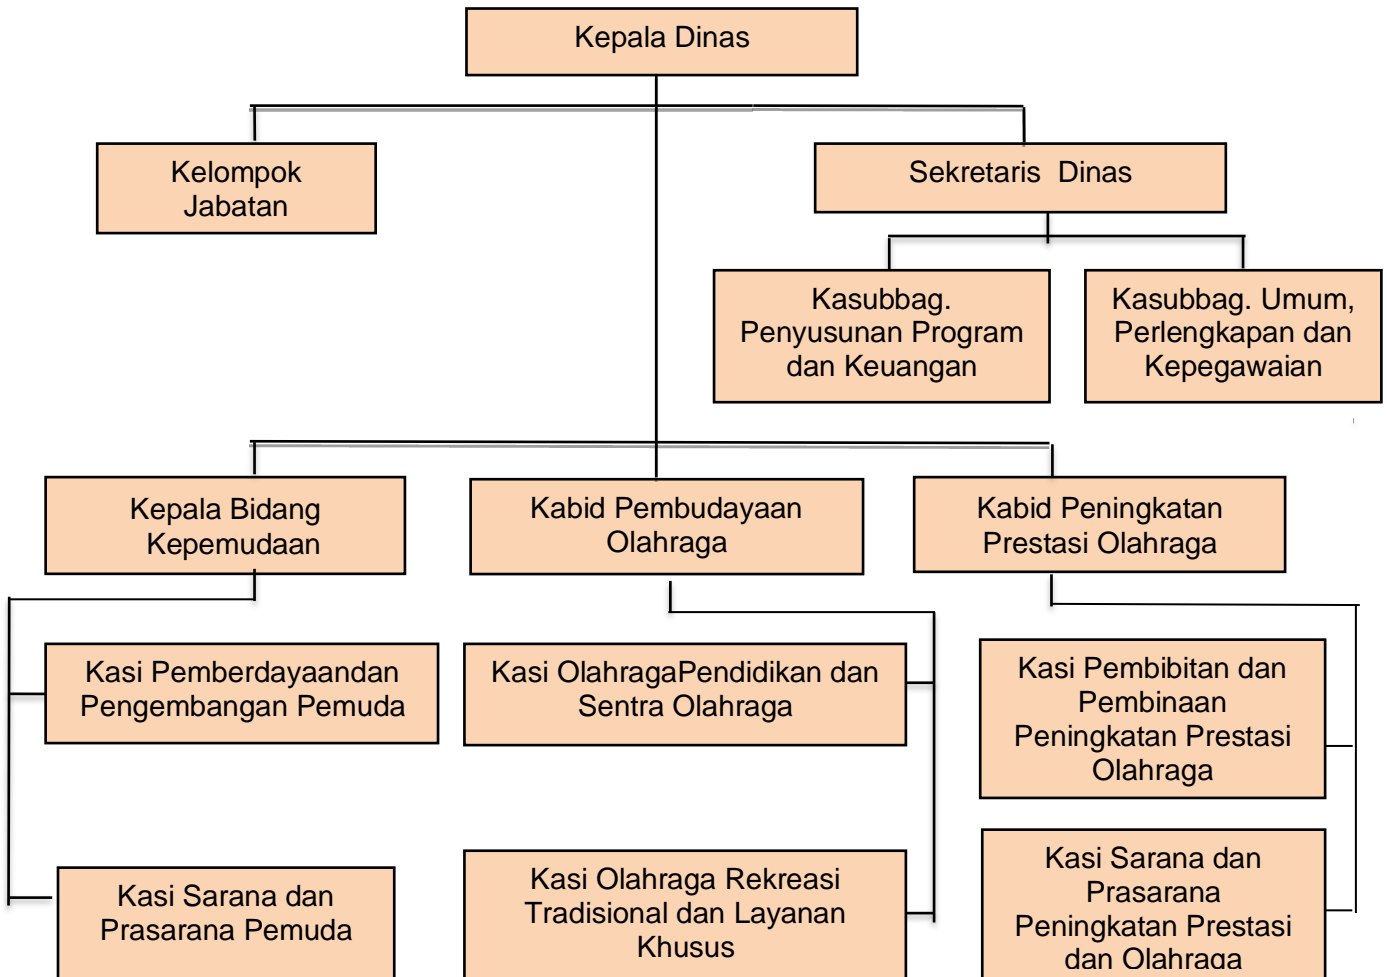 Kepala Dinas
Kelompok
Jabatan
Sekretaris Dinas
Kasubbag.
Penyusunan Program
dan Keuangan
Kasubbag. Umum,
Perlengkapan dan
Kepegawaian
Kepala Bidang
Kepemudaan
Kabid Pembudayaan
Olahraga
Kabid Peningkatan
Prestasi Olahraga
Kasi Pemberdayaandan
Pengembangan Pemuda
Kasi OlahragaPendidikan dan
Sentra Olahraga
Kasi Pembibitan dan
Pembinaan
Peningkatan Prestasi
Olahraga
Kasi Sarana dan
Prasarana Pemuda
Kasi Olahraga Rekreasi
Tradisional dan Layanan
Khusus
Kasi Sarana dan
Prasarana
Peningkatan Prestasi
dan Olahraga